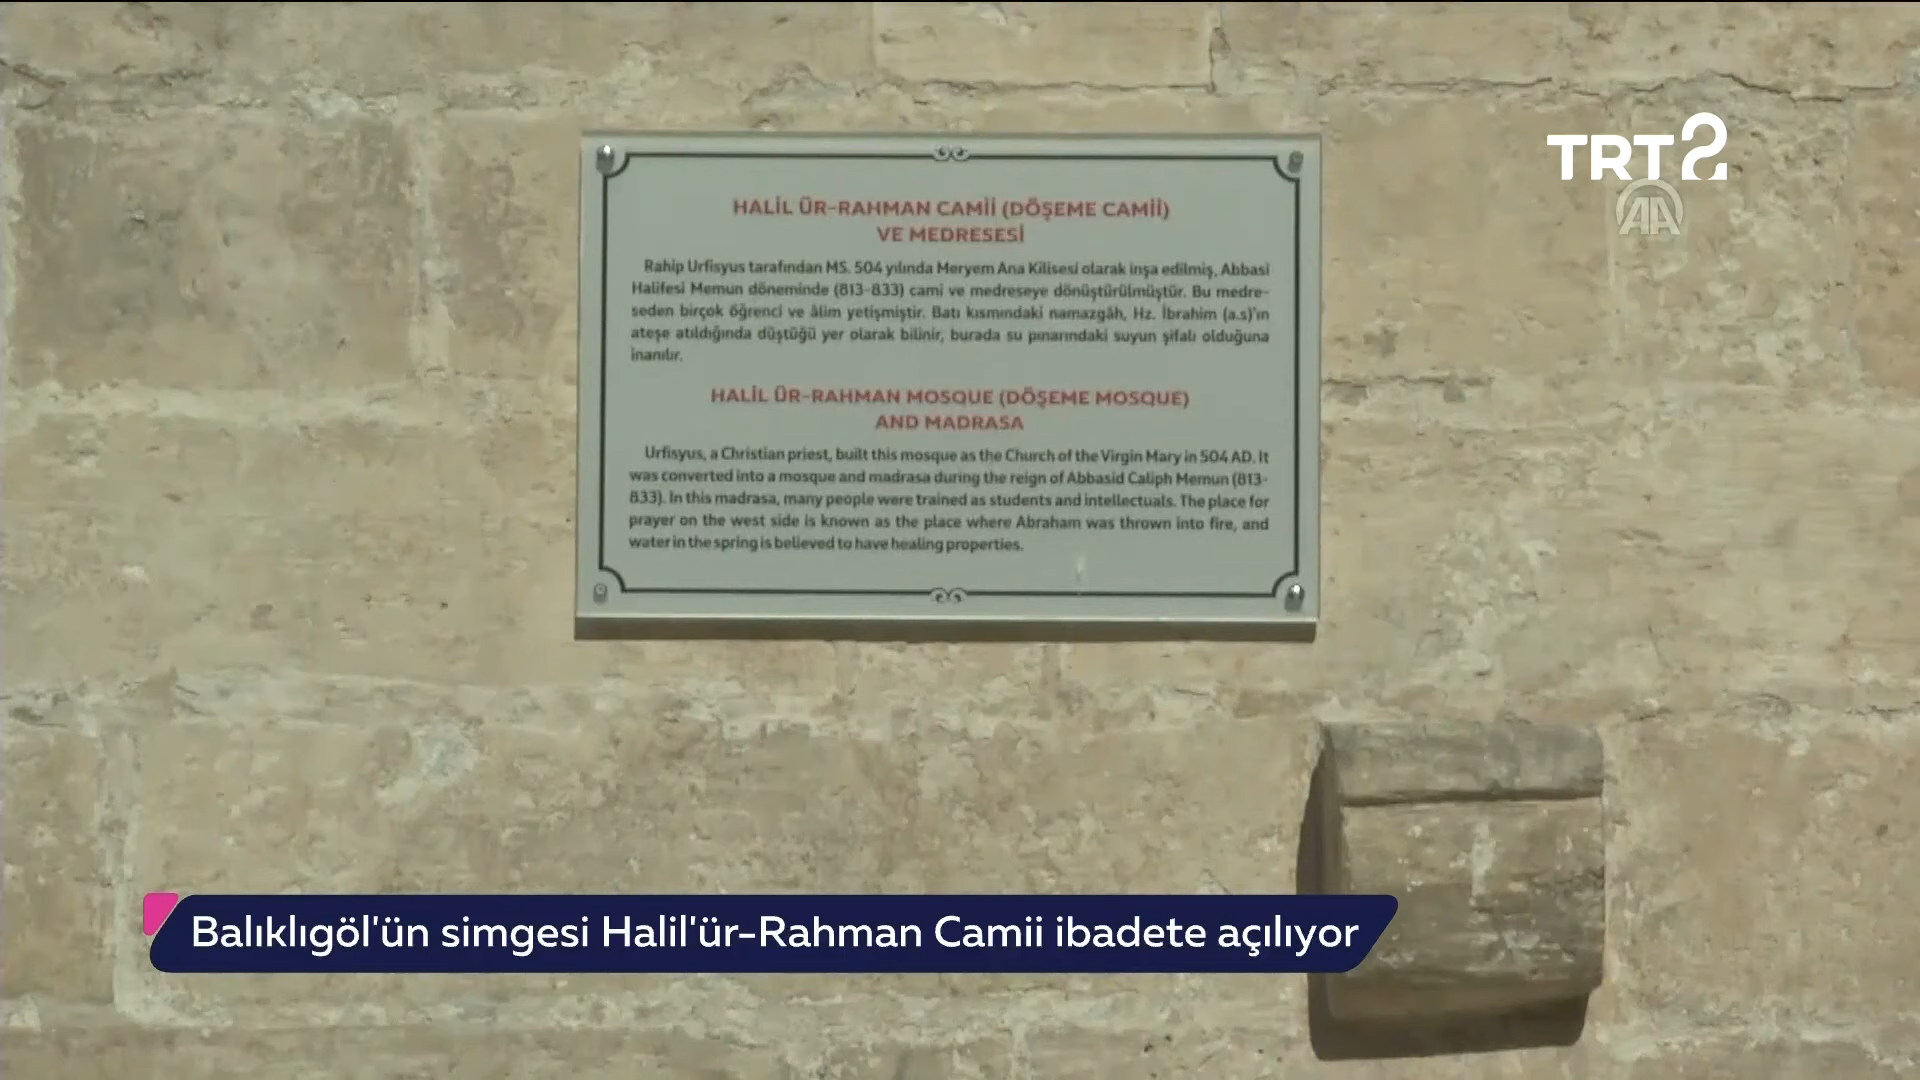 TRT2
AA
HALİL ÜR-RAHMAN CAMİİ (DÖŞEME CAMİİ)
VE MEDRESESİ
Rahip Urfisyus tarafından MS. 504 yılında Meryem Ana Kilisesi olarak inşa edilmiş, Abbasi
Halifesi Memun döneminde (813-833) cami ve medreseye dönüştürülmüştür. Bu medre-
seden birçok öğrenci ve âlim yetişmiştir. Batı kısmındaki namazgâh, Hz. İbrahim (a.s)'ın
ateşe atıldığında düştüğü yer olarak bilinir, burada su pınarındaki suyun şifalı olduğuna
inanılır.
HALİL ÜR-RAHMAN MOSQUE (DÖŞEME MOSQUE)
AND MADRASA
Urfisyus, a Christian priest, built this mosque as the Church of the Virgin Mary in 504 AD. It
was converted into a mosque and madrasa during the reign of Abbasid Caliph Memun (813-
833). In this madrasa, many people were trained as students and intellectuals. The place for
prayer on the west side is known as the place where Abraham was thrown into fire, and
water in the spring is believed to have healing properties.
Balıklıgöl'ün simgesi Halil'ür-Rahman Camii ibadete açılıyor